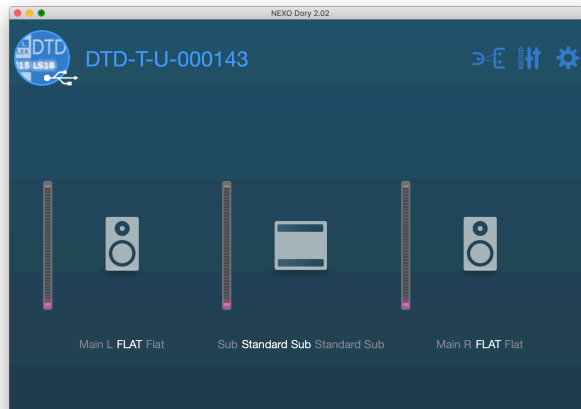 NEXO Dory 2.02
DTD
15 LS18
DTD-T-U-000143
Main L FLAT Flat
Sub Standard Sub Standard Sub
Main R FLAT Flat